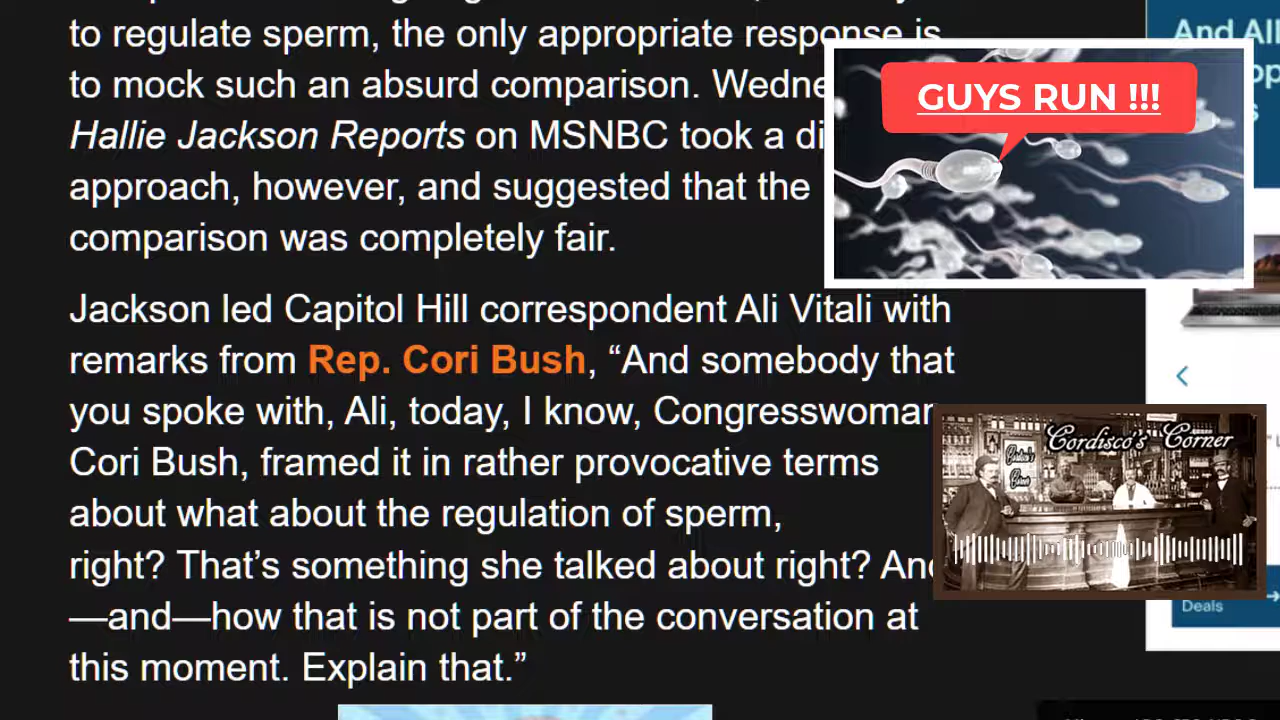 to regulate sperm, the only appropriate response is
to mock such an absurd comparison.
Hallie Jackson Reports on MSNBC took a
approach, however, and suggested that the
comparison was completely fair.
Jackson led Capitol Hill correspondent Ali Vitali with
remarks from Rep. Cori Bush, “And somebody that
you spoke with, Ali, today, I know, Congresswoman
Cori Bush, framed it in rather provocative terms
about what about the regulation of sperm,
right? That’s something she talked about right? And
—and—how that is not part of the conversation at
this moment. Explain that.”
GUYS RUN !!!
And All
Cordisco's Corner
Deals